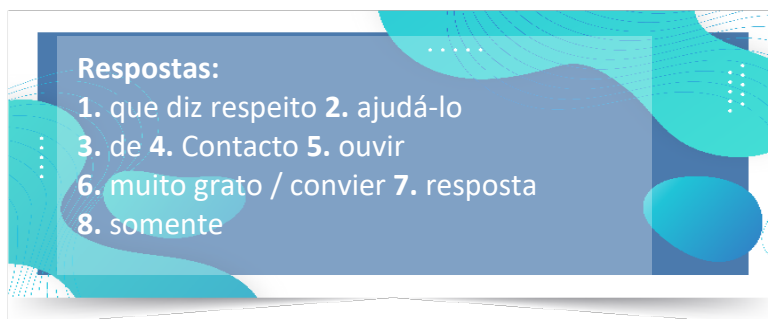 Respostas:
1. que diz respeito 2. ajudá-lo
3. de 4. Contacto 5. ouvir
6. muito grato / convier 7. resposta
8. somente